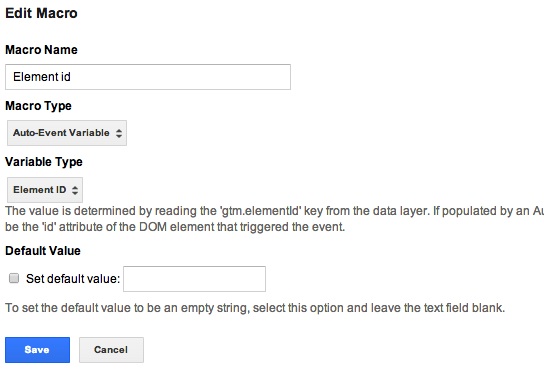 Edit Macro
Macro Name
Element id
Macro Type
Auto-Event Variable
Variable Type
Element ID
The value is determined by reading the 'gtm.elementId' key from the data layer. If populated by an Au
be the 'id' attribute of the DOM element that triggered the event.
Default Value
Set default value:
To set the default value to be an empty string, select this option and leave the text field blank.
Save Cancel